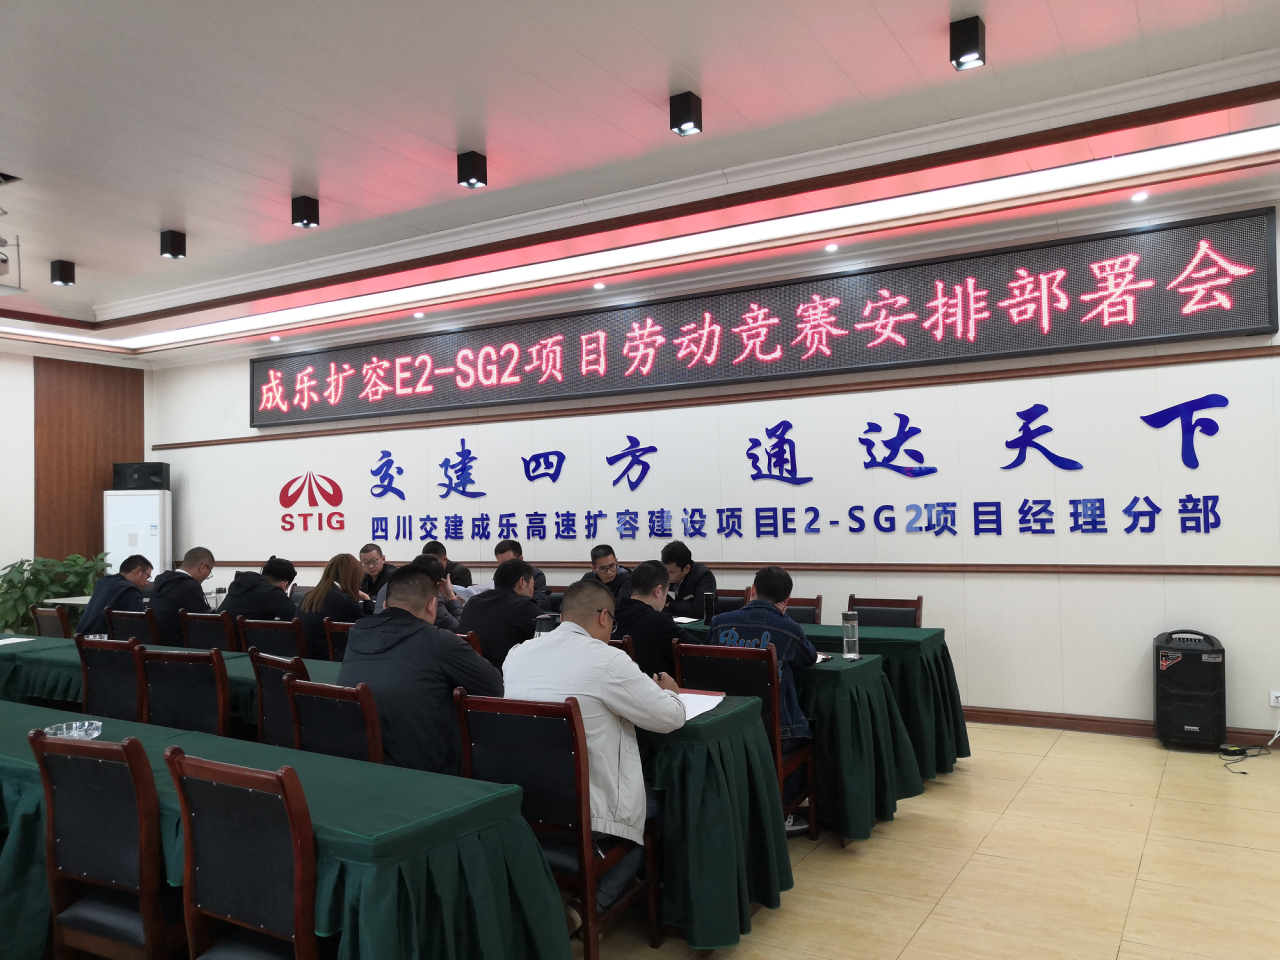 成乐扩容E2-SG2项目劳动竞赛安排部署会
交建四方 通达天下
STIG
四川交建成乐高速扩容建设项目E2-SG2项目经理分部